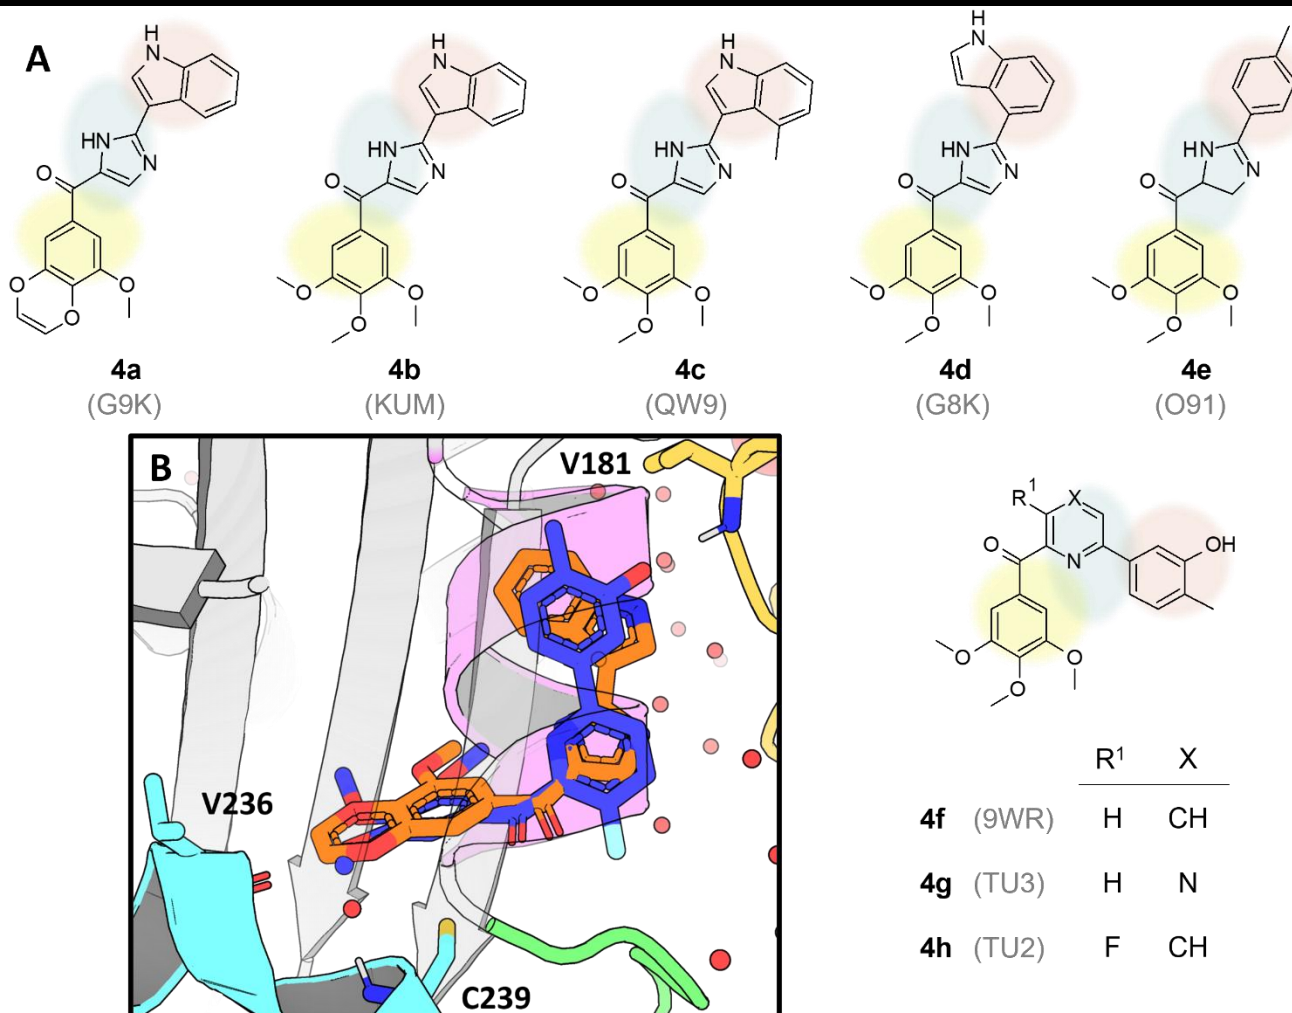 A
H
N
HN
N
O
O
O
O
4a
(G9K)
H
N
HN
N
O
O
O
O
4b
(KUM)
H
N
HN
N
O
O
O
O
4c
(QW9)
H
N
HN
N
O
O
O
O
4d
(G8K)
HN
N
O
O
O
O
4e
(O91)
B
V181
V236
C239
R1
X
O
N
OH
O
O
O
R1 X
4f (9WR) H CH
4g (TU3) H N
4h (TU2) F CH